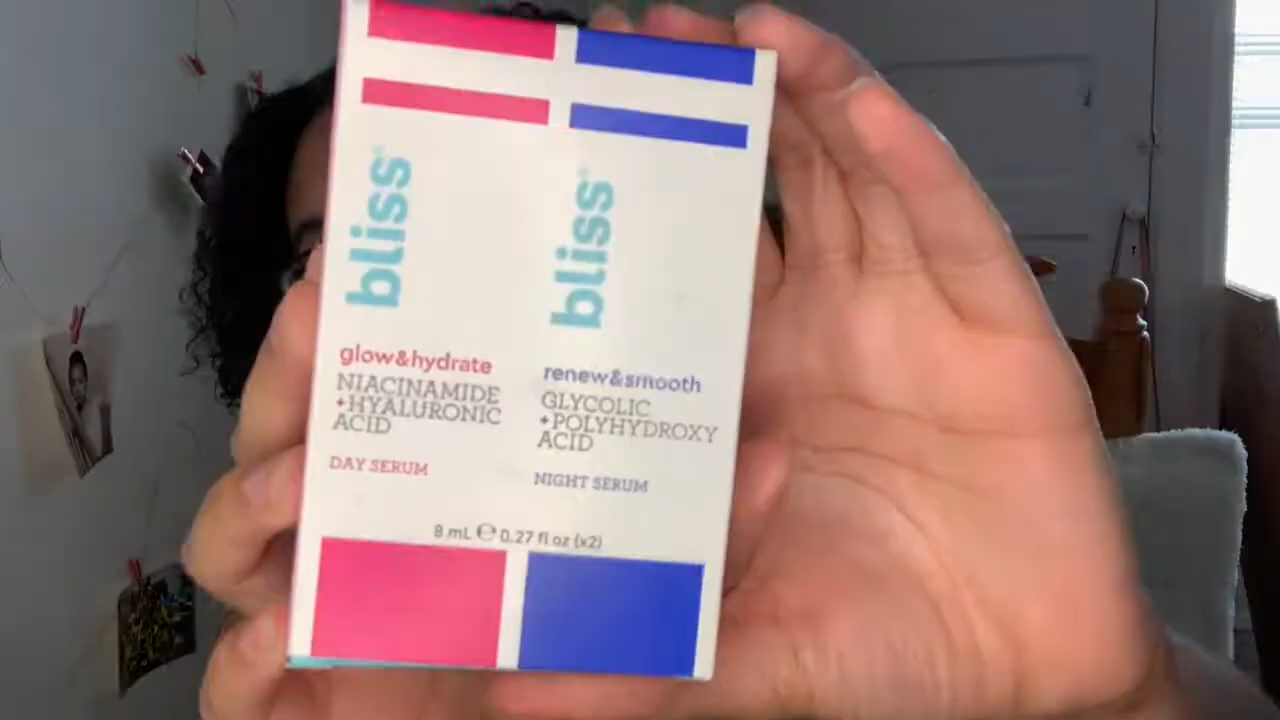 bliss
glow&hydrate
NIACINAMIDE
+HYALURONIC
ACID
DAY SERUM
bliss
renew&smooth
GLYCOLIC
+POLYHYDROXY
ACID
NIGHT SERUM
8 mL ℮ 0.27 fl oz (x2)